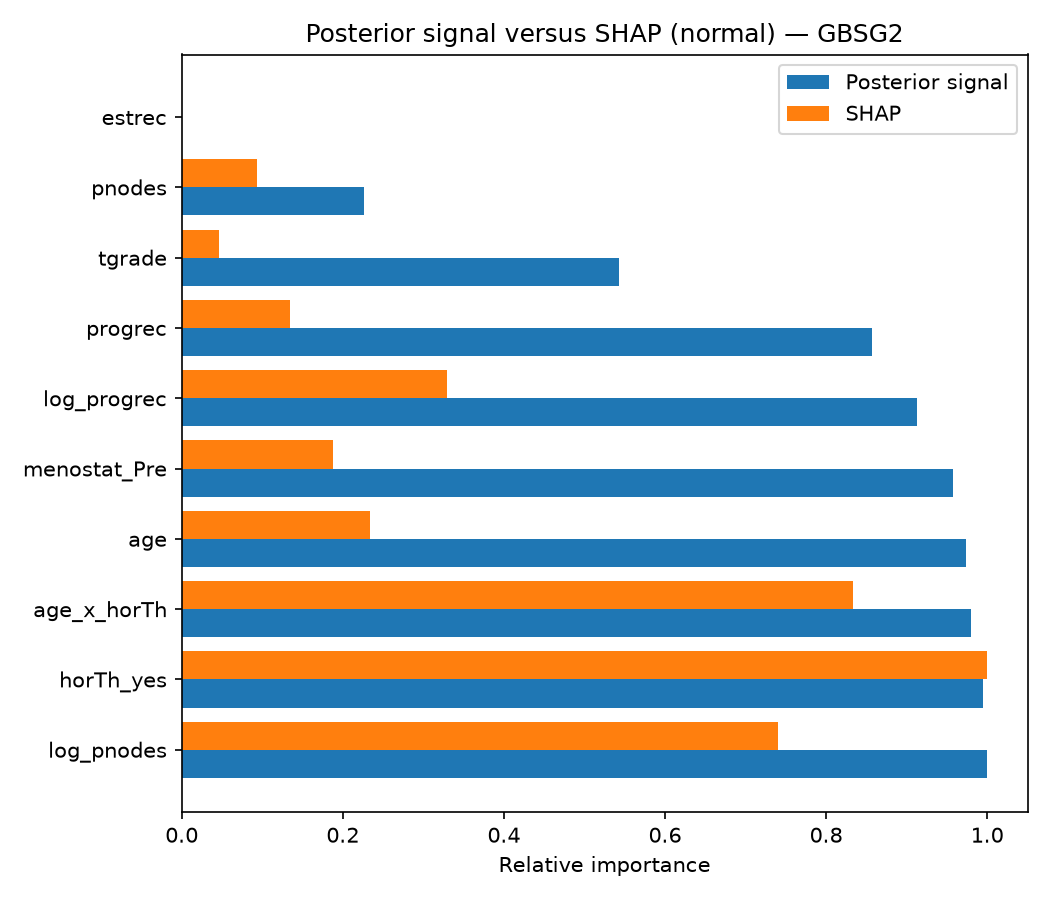 Posterior signal versus SHAP (normal) — GBSG2
Posterior signal
SHAP
estrec
pnodes
tgrade
progrec
log_progrec
menostat_Pre
age
age_x_horTh
horTh_yes
log_pnodes
0.0 0.2 0.4 0.6 0.8 1.0
Relative importance